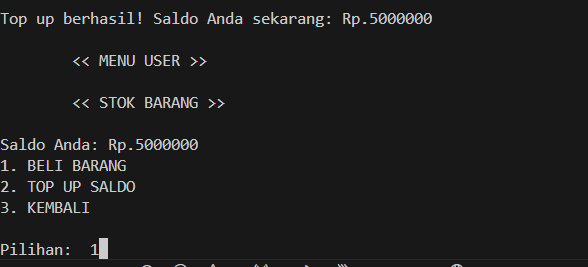 Top up berhasil! Saldo Anda sekarang: Rp.5000000
<< MENU USER >>
<< STOK BARANG >>
Saldo Anda: Rp.5000000
1. BELI BARANG
2. TOP UP SALDO
3. KEMBALI
Pilihan:  1